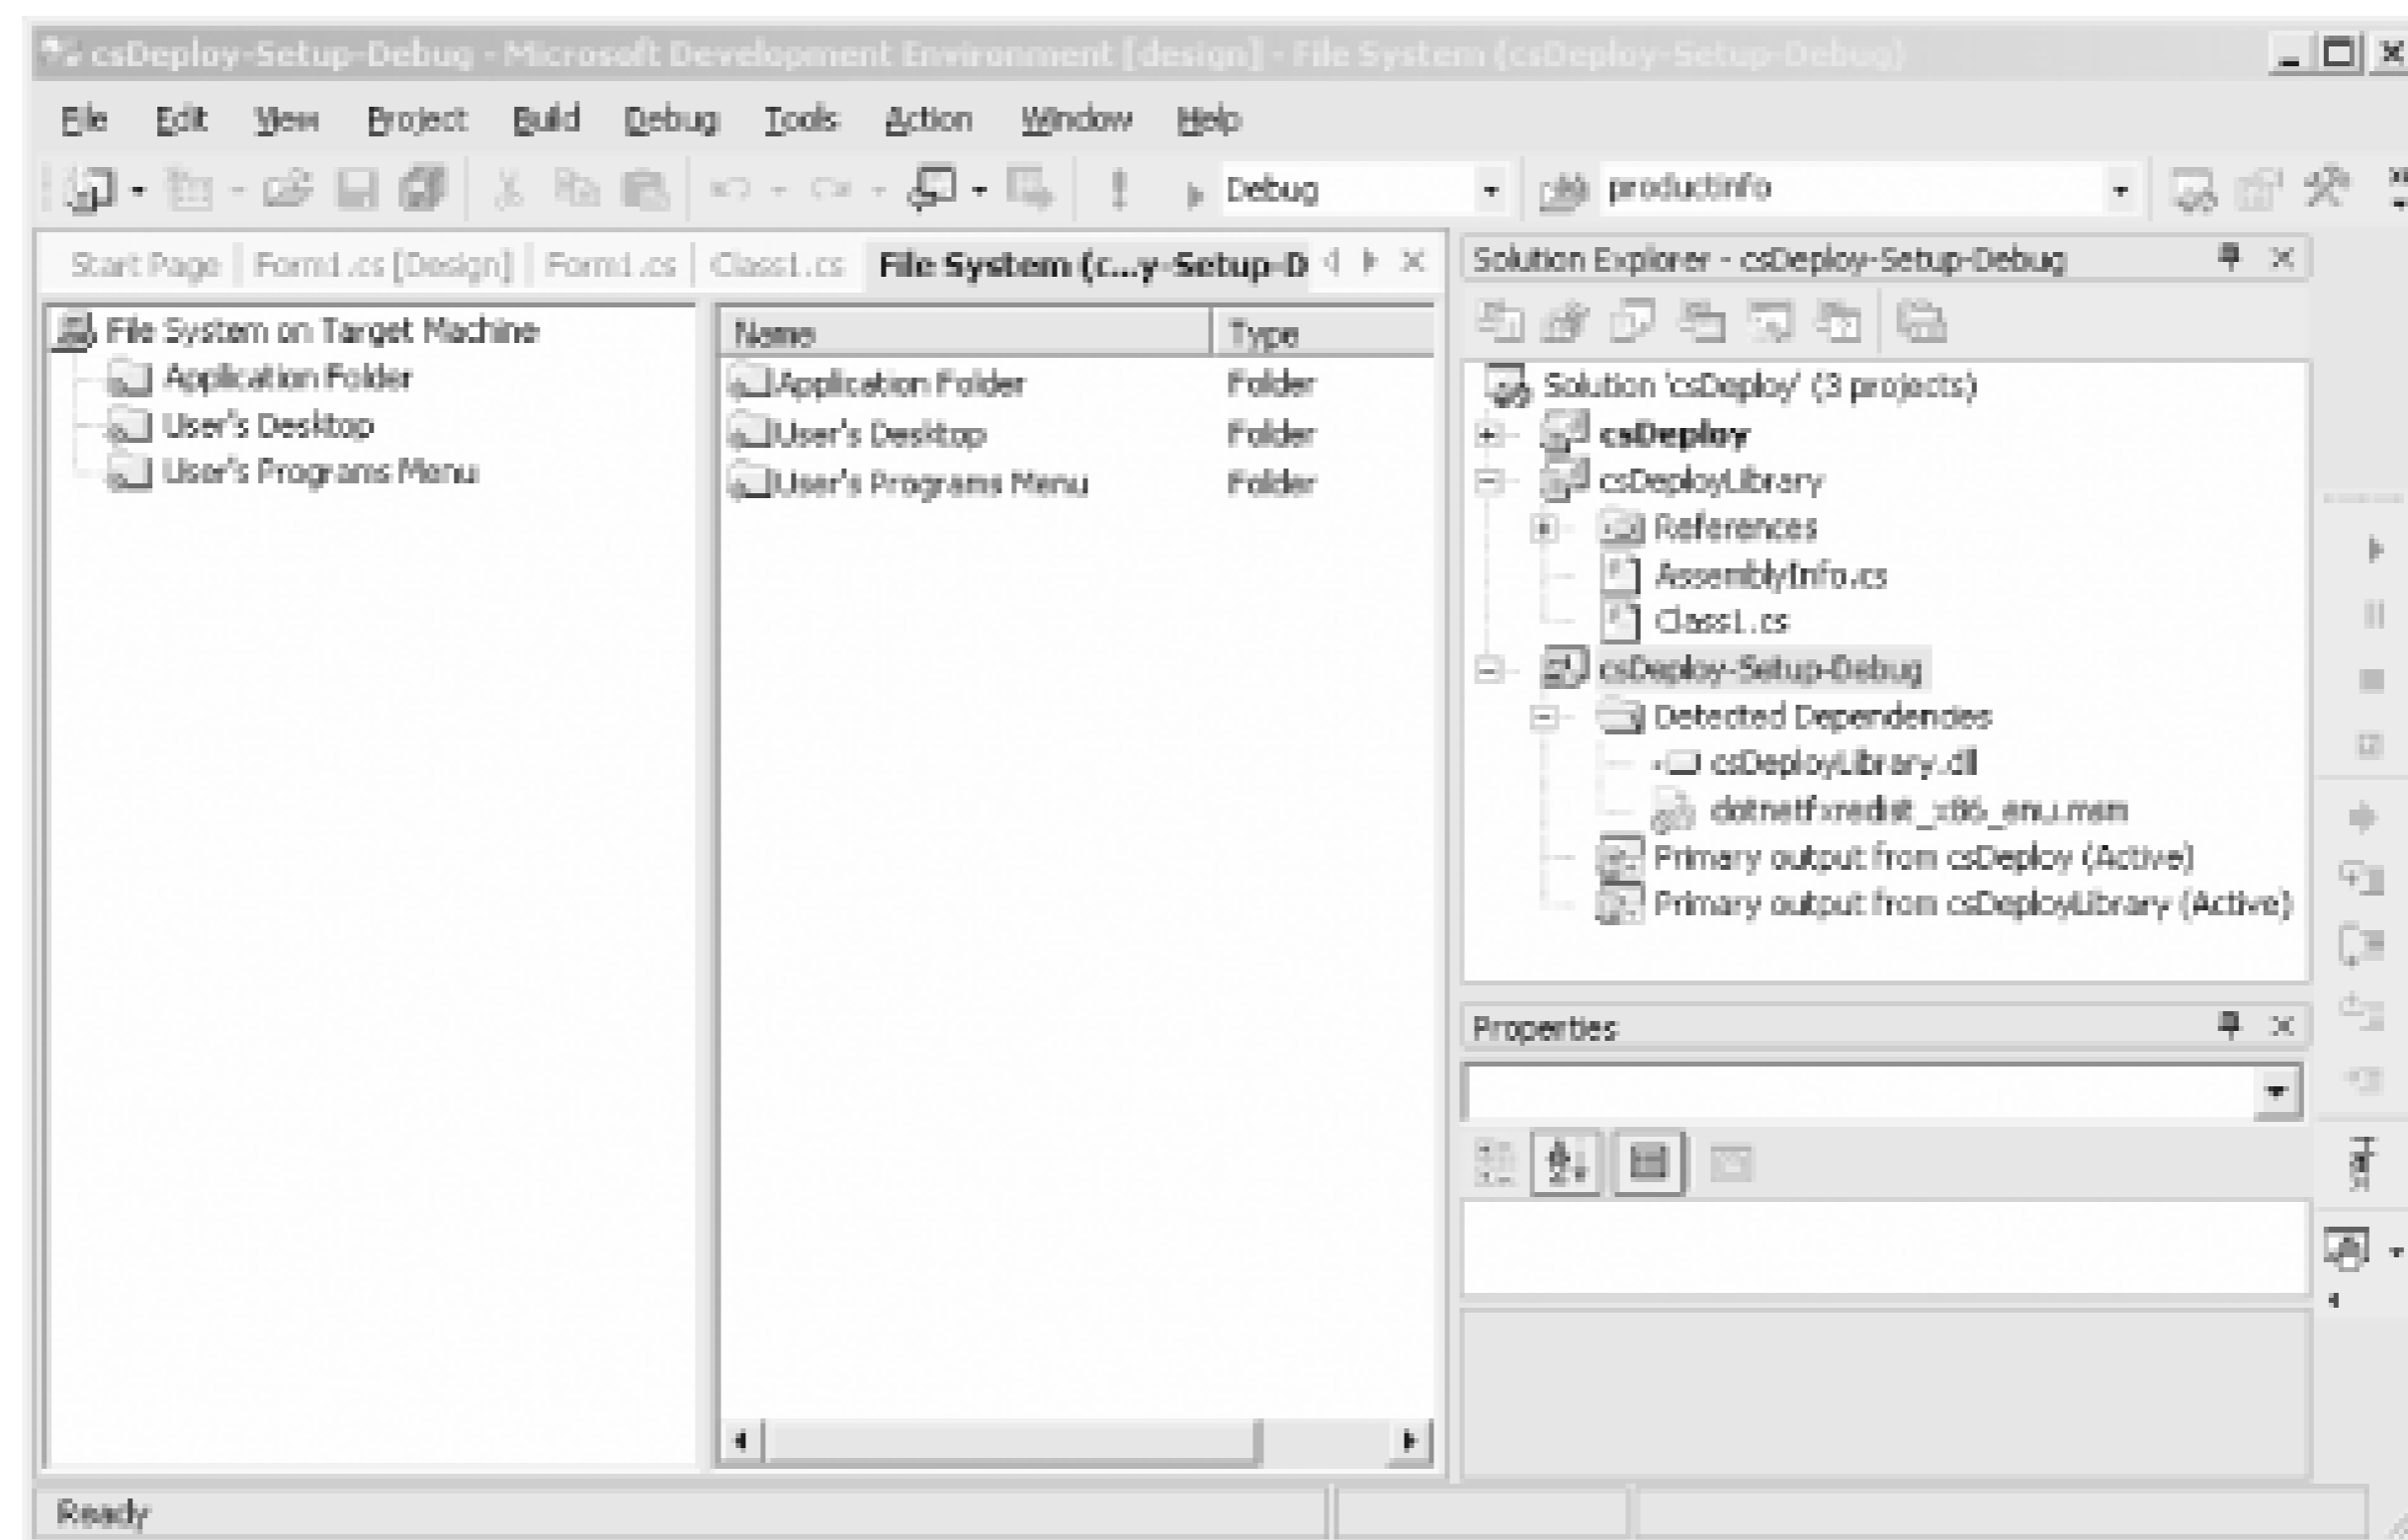 csDeploy-Setup-Debug - Microsoft Development Environment [design] - File System (csDeploy-Setup-Debug)
File Edit View Project Build Debug Tools Action Window Help
Debug productinfo
Start Page Form1.cs [Design] Form1.cs Class1.cs File System (c...y-Setup-D
File System on Target Machine
Application Folder
User's Desktop
User's Programs Menu
Name Type
Application Folder Folder
User's Desktop Folder
User's Programs Menu Folder
Solution Explorer - csDeploy-Setup-Debug
Solution 'csDeploy' (3 projects)
csDeploy
csDeployLibrary
References
AssemblyInfo.cs
Class1.cs
csDeploy-Setup-Debug
Detected Dependencies
csDeployLibrary.dll
dotnetfxredist_x86_enu.msm
Primary output from csDeploy (Active)
Primary output from csDeployLibrary (Active)
Properties
Ready